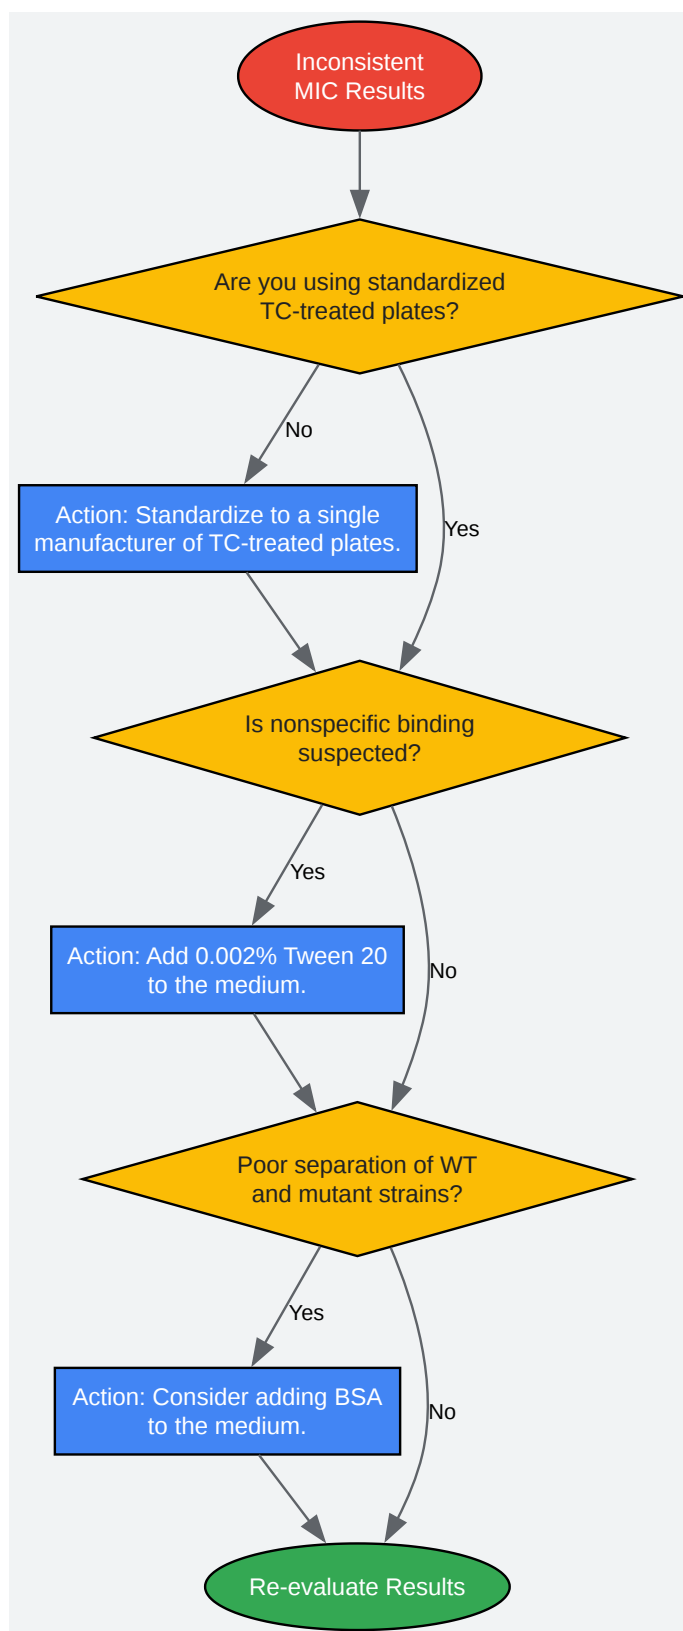 Inconsistent
MIC Results
Are you using standardized
TC-treated plates?
No
Action: Standardize to a single
manufacturer of TC-treated plates.
Yes
Is nonspecific binding
suspected?
Yes
Action: Add 0.002% Tween 20
to the medium.
No
Poor separation of WT
and mutant strains?
Yes
Action: Consider adding BSA
to the medium.
No
Re-evaluate Results